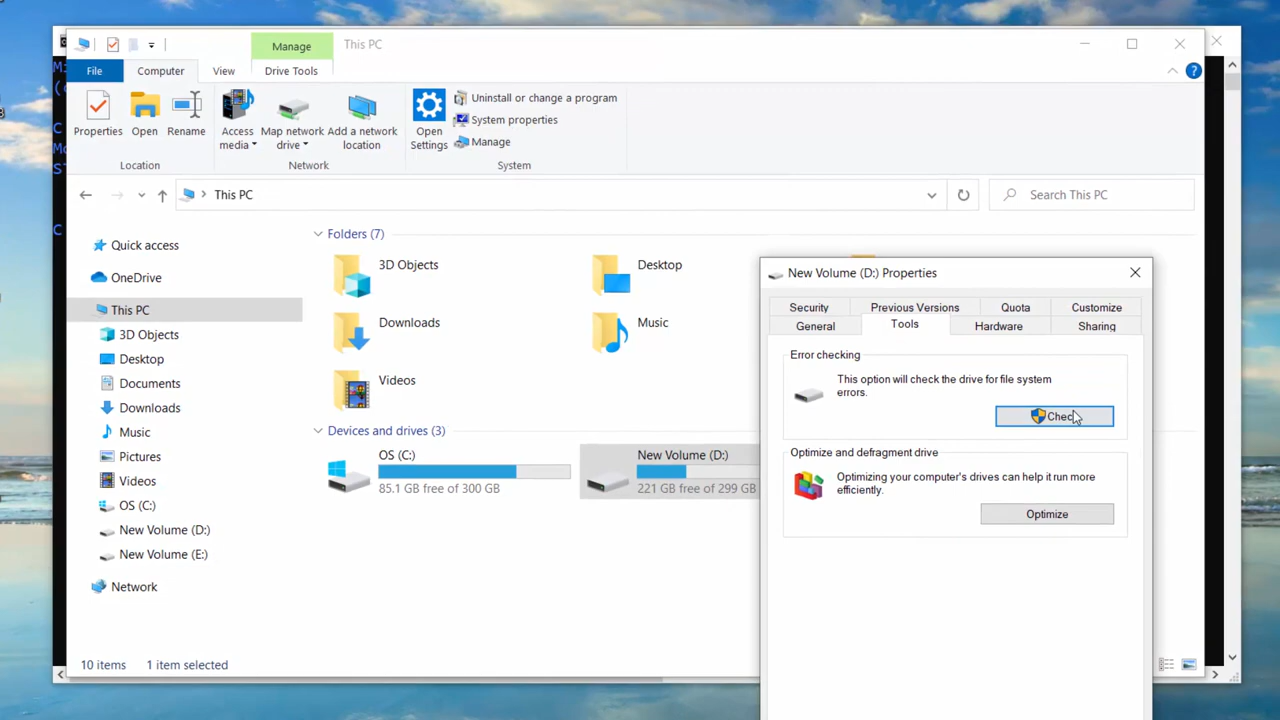 Manage
This PC
File
Computer
View
Drive Tools
Properties
Open
Rename
Access
media
Map network
drive
Add a network
location
Open
Settings
Uninstall or change a program
System properties
Manage
Location
Network
System
This PC
Search This PC
Quick access
OneDrive
This PC
3D Objects
Desktop
Documents
Downloads
Music
Pictures
Videos
OS (C:)
New Volume (D:)
New Volume (E:)
Network
Folders (7)
3D Objects
Desktop
Downloads
Music
Videos
Devices and drives (3)
OS (C:)
85.1 GB free of 300 GB
New Volume (D:)
221 GB free of 299 GB
10 items
1 item selected
New Volume (D:) Properties
Security
Previous Versions
Quota
Customize
General
Tools
Hardware
Sharing
Error checking
This option will check the drive for file system
errors.
Check
Optimize and defragment drive
Optimizing your computer's drives can help it run more
efficiently.
Optimize